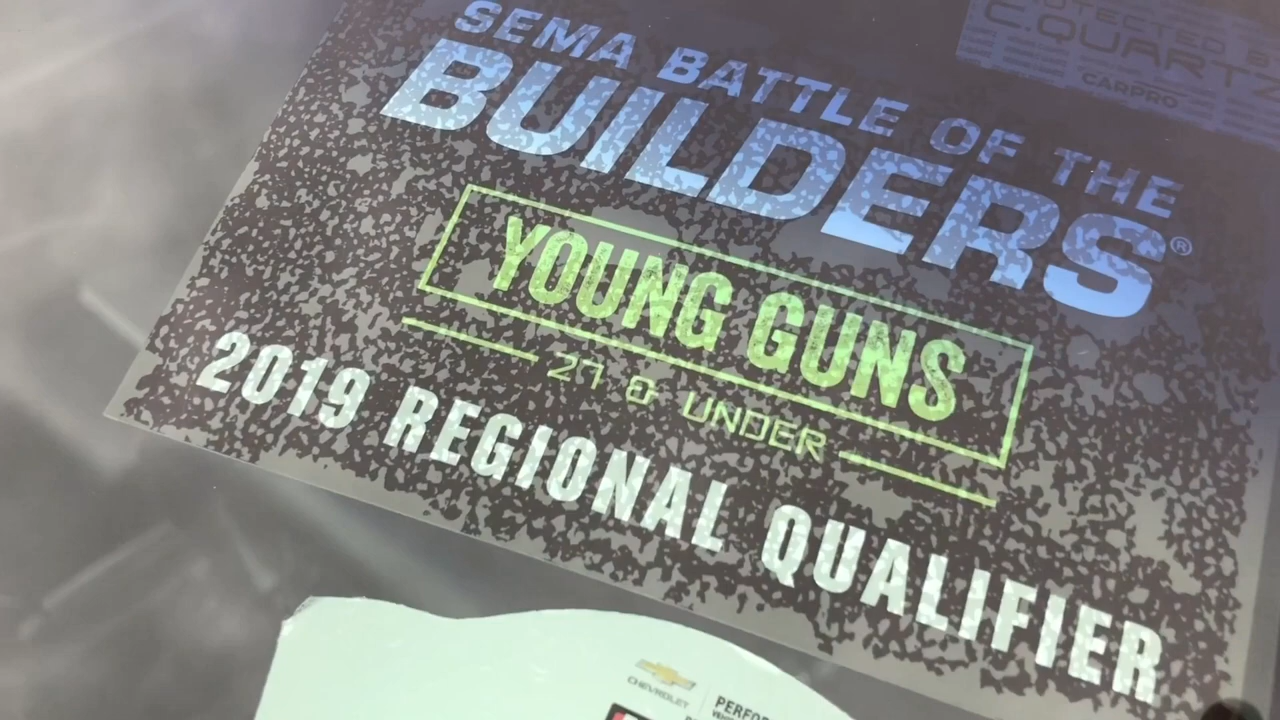 SEMA BATTLE OF THE
BUILDERS®
YOUNG GUNS
27 & UNDER
2019 REGIONAL QUALIFIER
C.QUARTZ
CARPRO
CHEVROLET